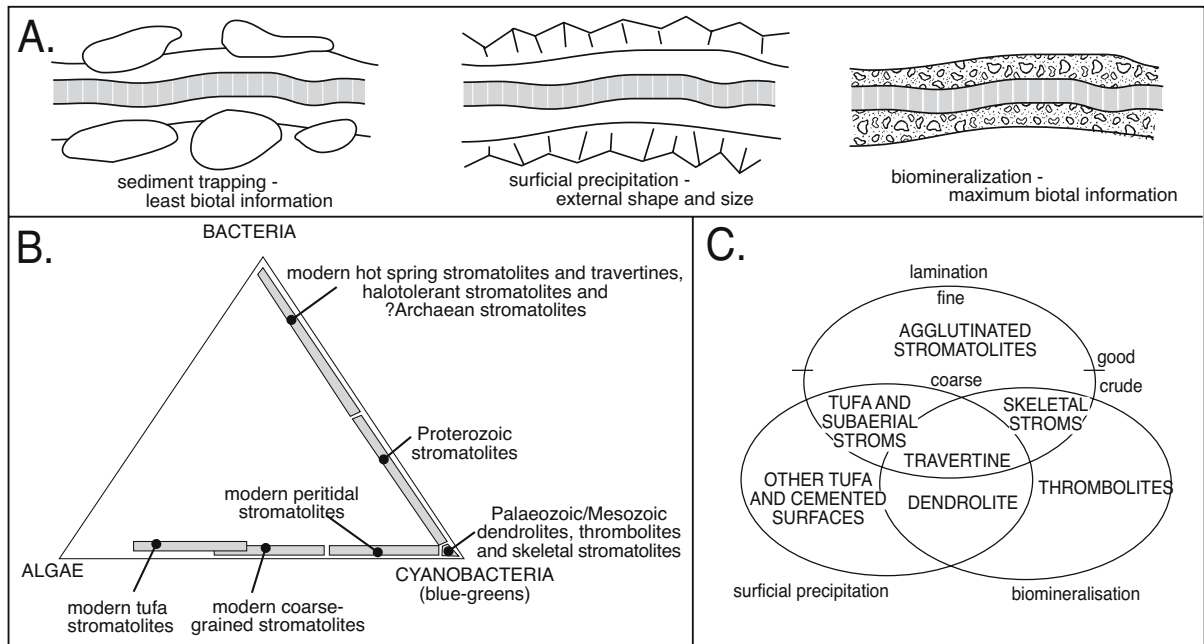 A.
sediment trapping -
least biotal information
surficial precipitation -
external shape and size
biomineralization -
maximum biotal information
B.
BACTERIA
modern hot spring stromatolites and travertines,
halotolerant stromatolites and
?Archaean stromatolites
Proterozoic
stromatolites
modern peritidal
stromatolites
Palaeozoic/Mesozoic
dendrolites, thrombolites
and skeletal stromatolites
ALGAE
CYANOBACTERIA
(blue-greens)
modern tufa
stromatolites
modern coarse-
grained stromatolites
C.
lamination
fine
AGGLUTINATED
STROMATOLITES
good
coarse
crude
TUFA AND
SUBAERIAL
STROMS
SKELETAL
STROMS
TRAVERTINE
OTHER TUFA
AND CEMENTED
SURFACES
DENDROLITE
THROMBOLITES
surficial precipitation
biomineralisation